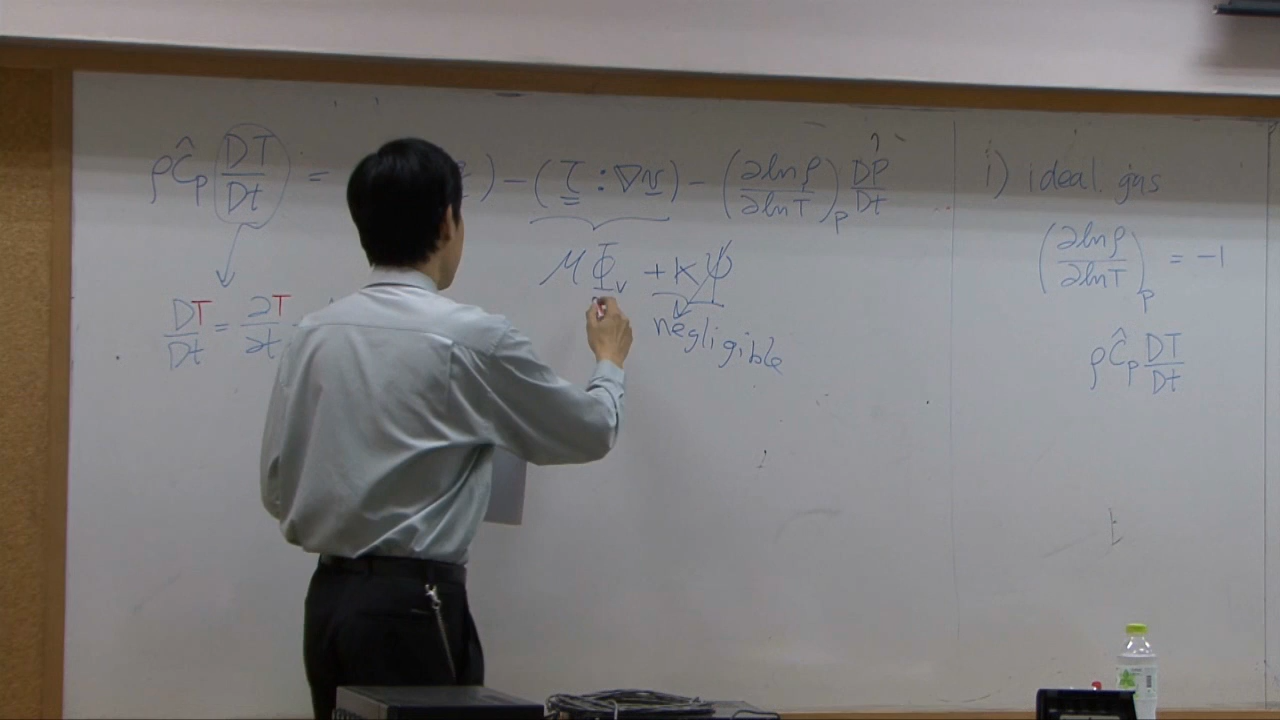 ρĈp DT/Dt = ) − (τ : ∇v) − (∂lnρ/∂lnT)p DP/Dt
μΦv + κΨ
negligible
DT/Dt = ∂T/∂t
i) ideal gas
(∂lnρ/∂lnT)p = −1
ρĈp DT/Dt